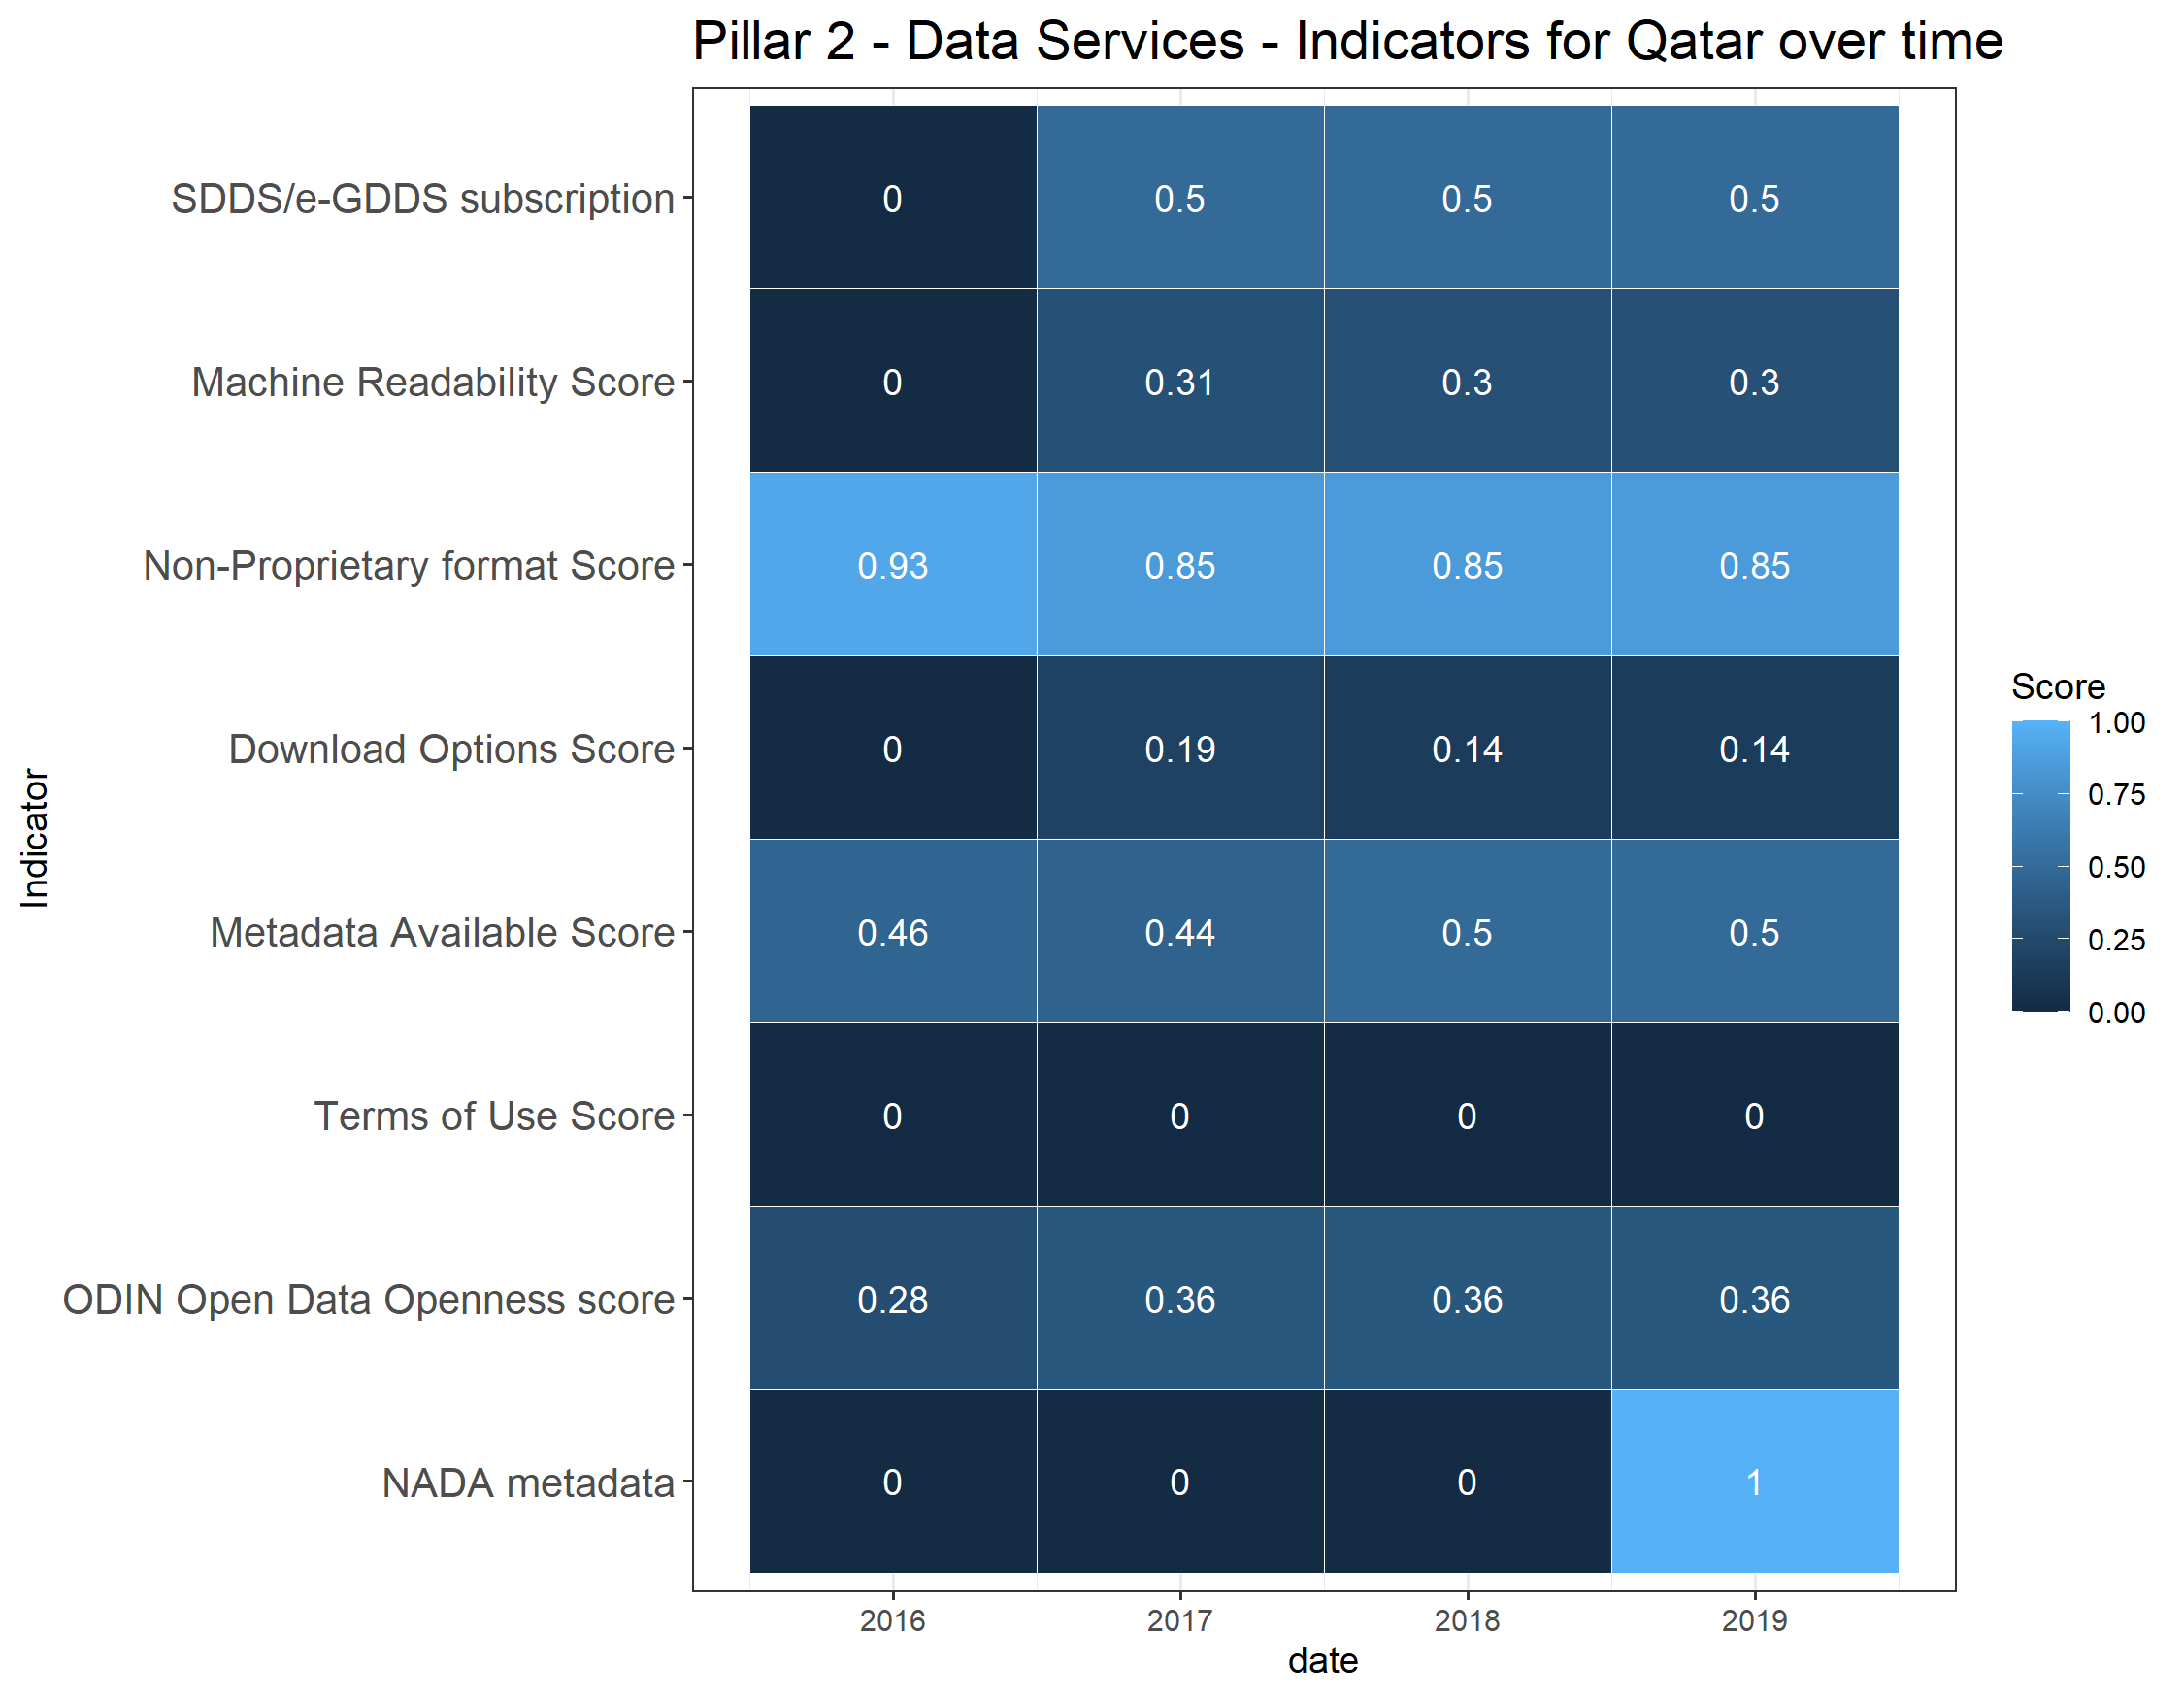 Pillar 2 - Data Services - Indicators for Qatar over time
SDDS/e-GDDS subscription 0 0.5 0.5 0.5
Machine Readability Score 0 0.31 0.3 0.3
Non-Proprietary format Score 0.93 0.85 0.85 0.85
Download Options Score 0 0.19 0.14 0.14
Metadata Available Score 0.46 0.44 0.5 0.5
Terms of Use Score 0 0 0 0
ODIN Open Data Openness score 0.28 0.36 0.36 0.36
NADA metadata 0 0 0 1
2016 2017 2018 2019
date
Indicator
Score
1.00
0.75
0.50
0.25
0.00